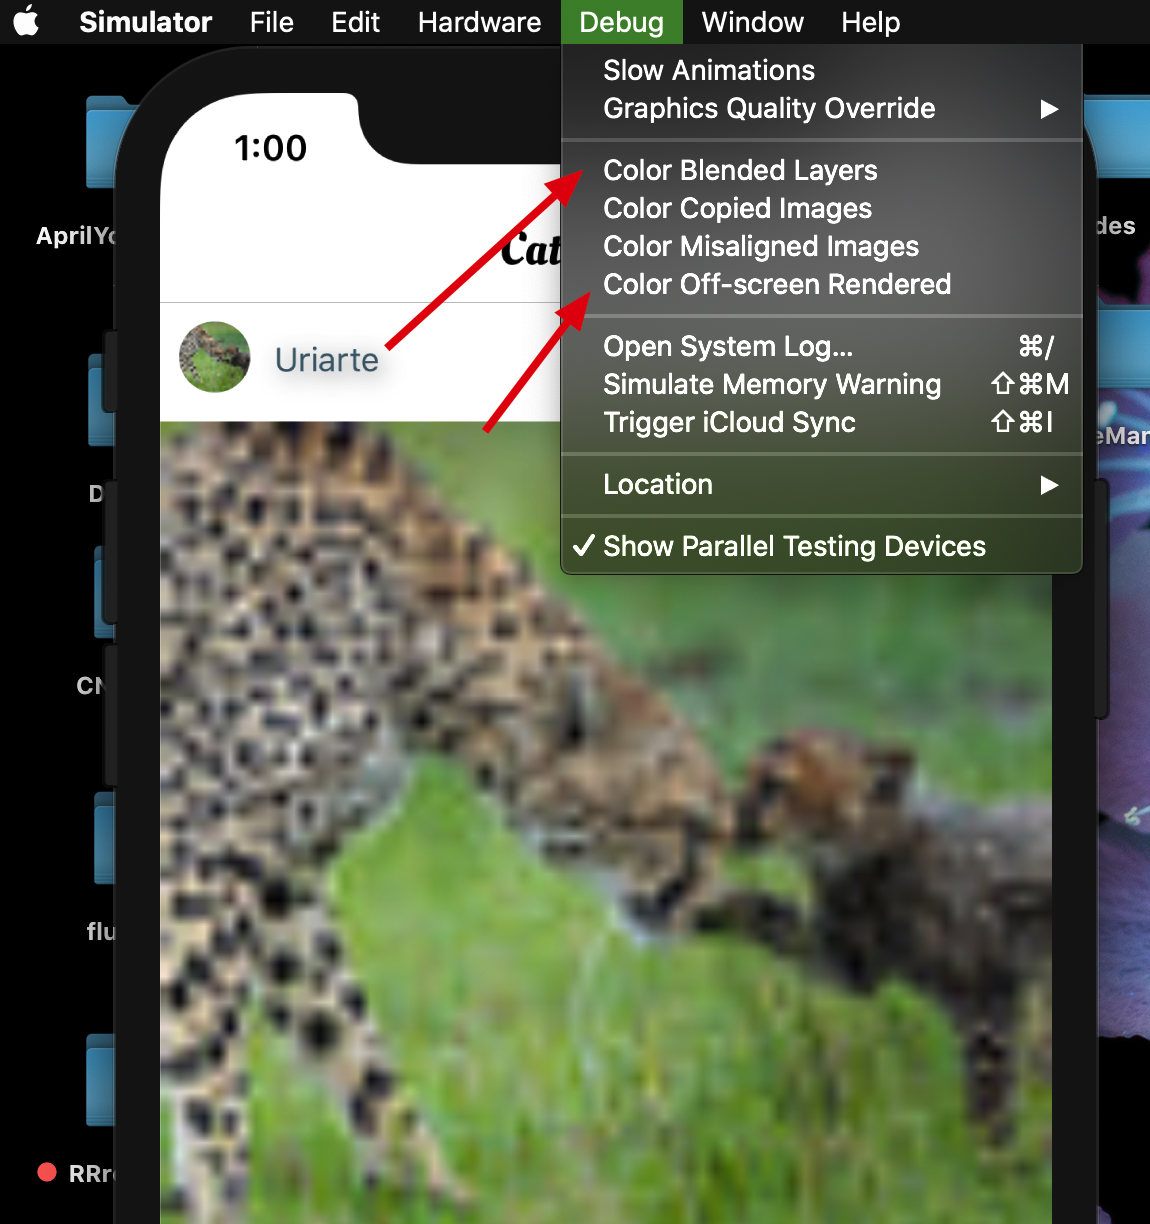 Simulator File Edit Hardware Debug Window Help
Slow Animations
Graphics Quality Override
1:00
Color Blended Layers
Color Copied Images
Color Misaligned Images
Color Off-screen Rendered
Cat
Uriarte
Open System Log... ⌘/
Simulate Memory Warning ⇧⌘M
Trigger iCloud Sync ⇧⌘I
Location
✓ Show Parallel Testing Devices
AprilYo
des
D
eMar
CN
flu
RRr